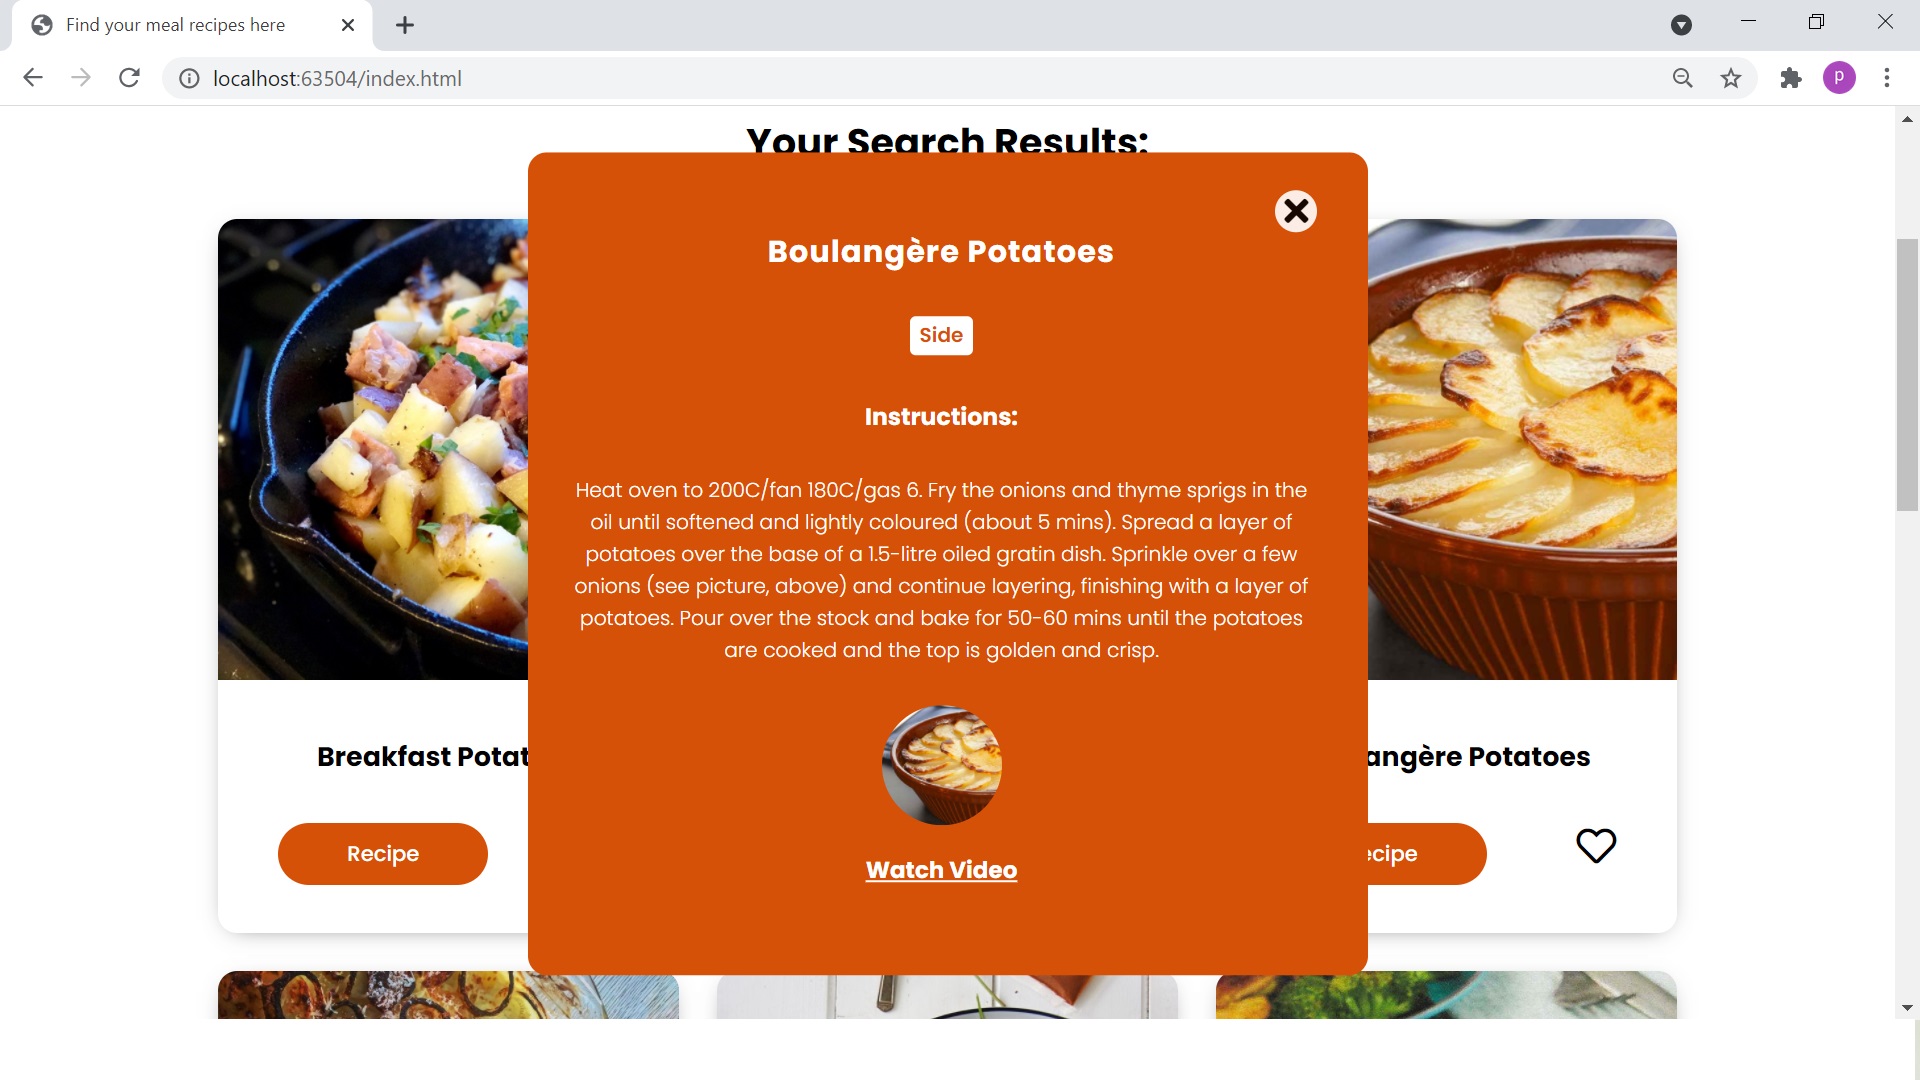 Find your meal recipes here
localhost:63504/index.html
P
Your Search Results:
Boulangère Potatoes
Side
Instructions:
Heat oven to 200C/fan 180C/gas 6. Fry the onions and thyme sprigs in the
oil until softened and lightly coloured (about 5 mins). Spread a layer of
potatoes over the base of a 1.5-litre oiled gratin dish. Sprinkle over a few
onions (see picture, above) and continue layering, finishing with a layer of
potatoes. Pour over the stock and bake for 50-60 mins until the potatoes
are cooked and the top is golden and crisp.
Watch Video
Breakfast Potat
Recipe
angère Potatoes
ecipe